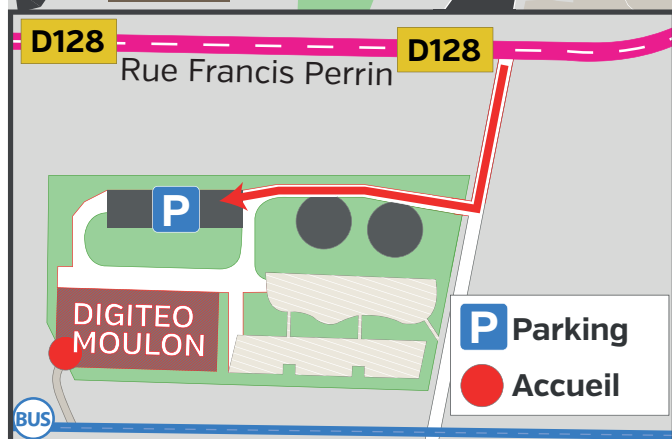 D128
D128
Rue Francis Perrin
P
DIGITEO
MOULON
P Parking
Accueil
BUS